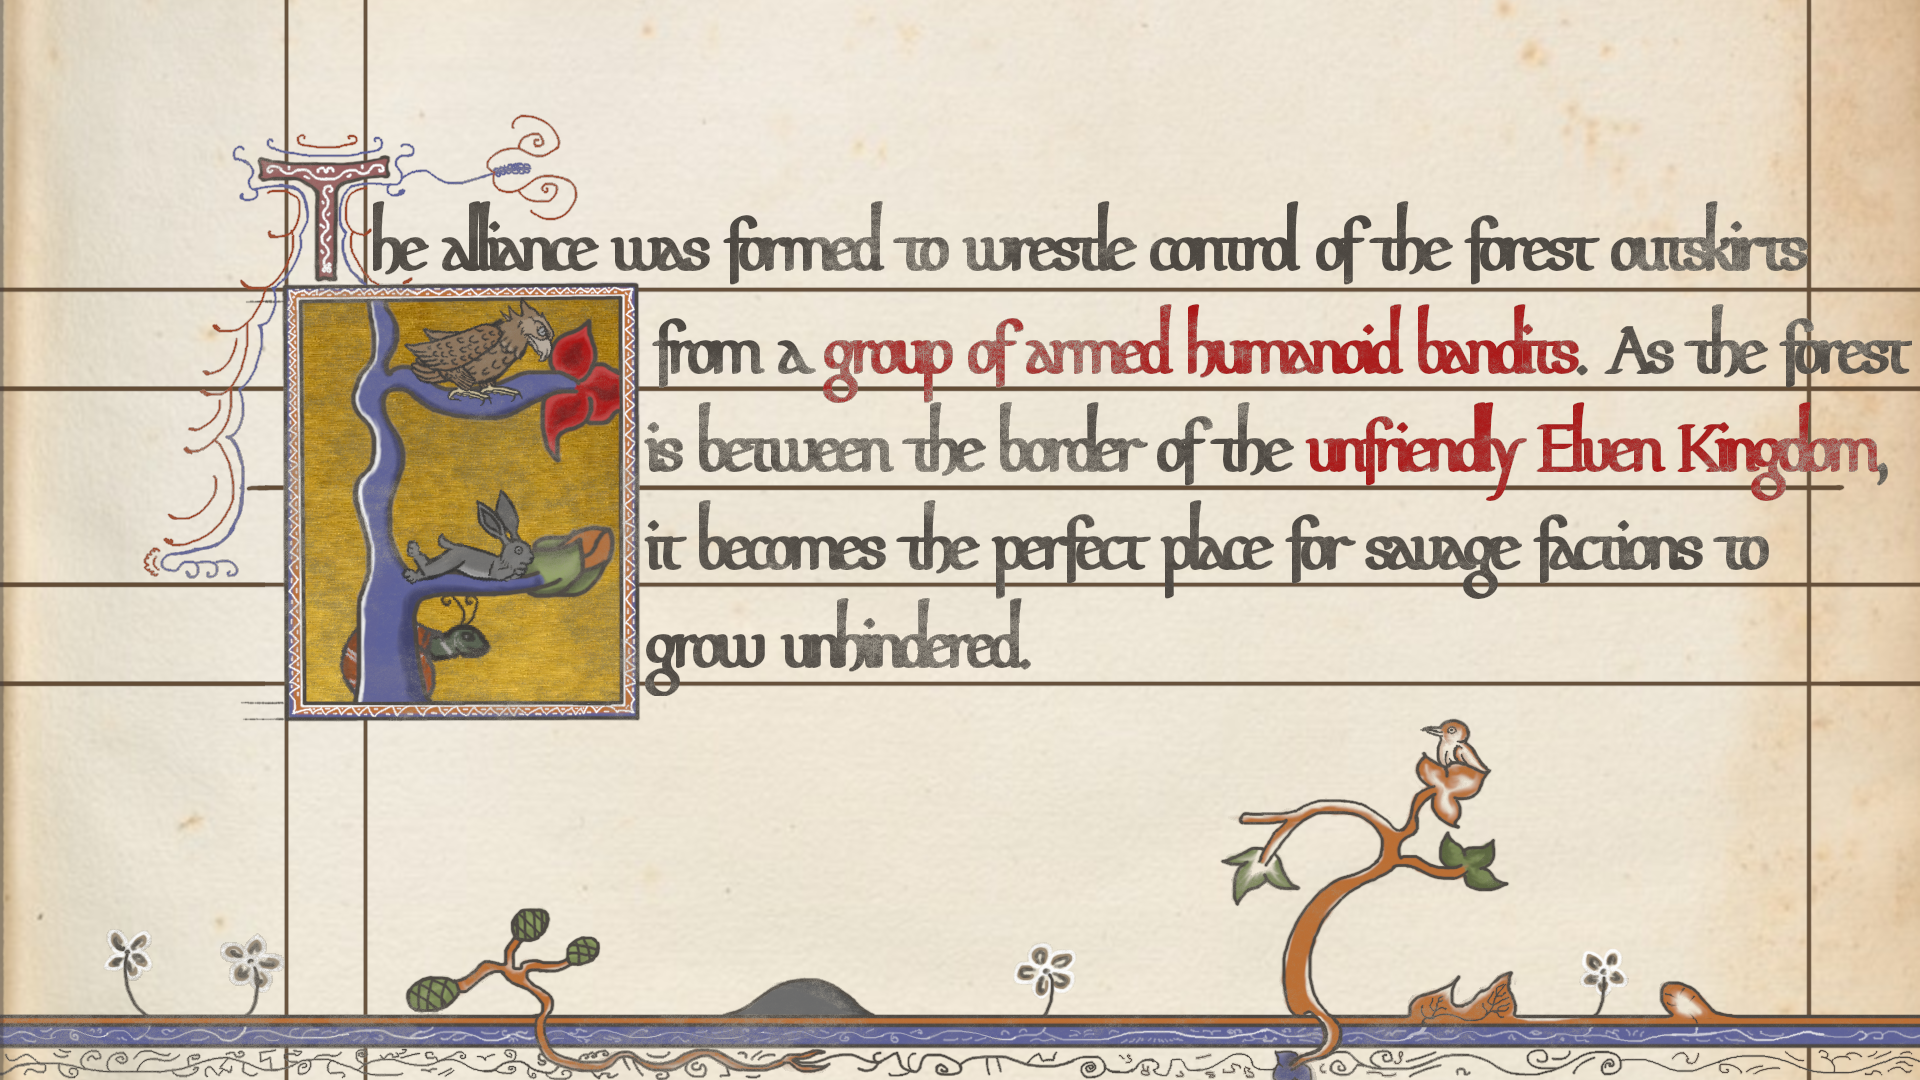 The alliance was formed to wrestle control of the forest outskirts
from a group of armed humanoid bandits. As the forest
is between the border of the unfriendly Elven Kingdom,
it becomes the perfect place for savage factions to
grow unhindered.